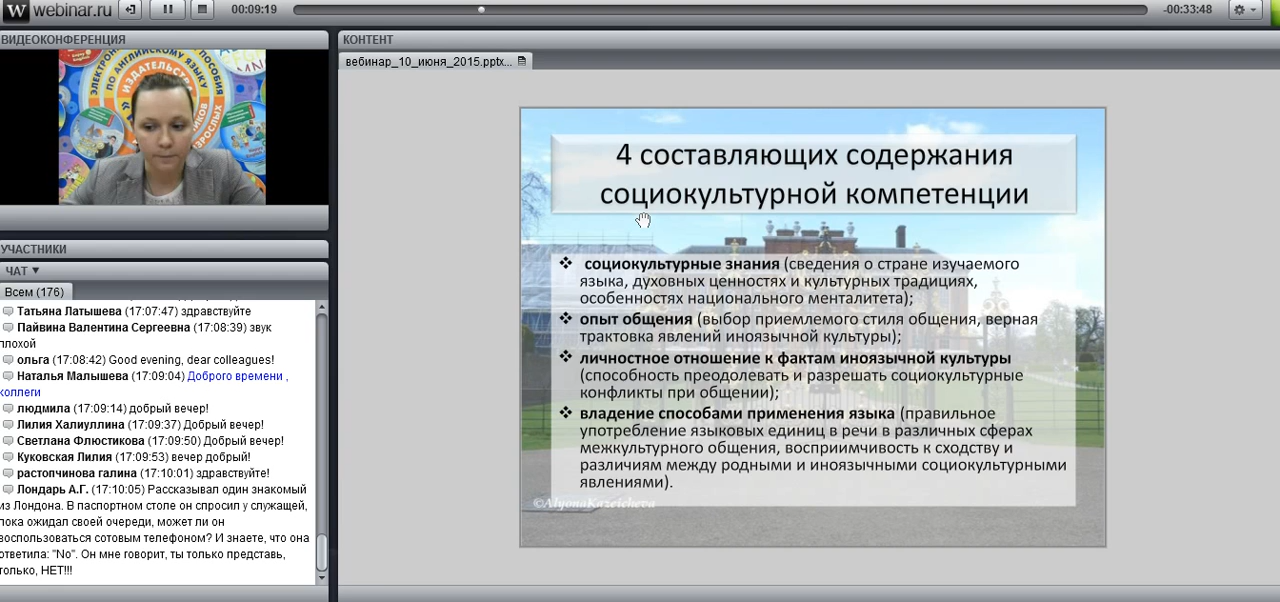 W webinar.ru
00:09:19
-00:33:48
ВИДЕОКОНФЕРЕНЦИЯ
ЭЛЕКТРОН
ПО АНГЛИЙСКОМУ ЯЗЫКУ
ПОСОБИЯ
ИЗДАТЕЛЬС
УЧАСТНИКИ
ЧАТ ▼
Всем (176)
Татьяна Латышева (17:07:47) здравствуйте
Пайвина Валентина Сергеевна (17:08:39) звук
плохой
ольга (17:08:42) Good evening, dear colleagues!
Наталья Малышева (17:09:04) Доброго времени ,
коллеги
людмила (17:09:14) добрый вечер!
Лилия Халиуллина (17:09:37) Добрый вечер!
Светлана Флюстикова (17:09:50) Добрый вечер!
Куковская Лилия (17:09:53) вечер добрый!
растопчинова галина (17:10:01) здравствуйте!
Лондарь А.Г. (17:10:05) Рассказывал один знакомый
из Лондона. В паспортном столе он спросил у служащей,
пока ожидал своей очереди, может ли он
воспользоваться сотовым телефоном? И знаете, что она
ответила: "No". Он мне говорит, ты только представь,
только, НЕТ!!!
КОНТЕНТ
вебинар_10_июня_2015.pptx...
4 составляющих содержания
социокультурной компетенции
❖ социокультурные знания (сведения о стране изучаемого
языка, духовных ценностях и культурных традициях,
особенностях национального менталитета);
❖ опыт общения (выбор приемлемого стиля общения, верная
трактовка явлений иноязычной культуры);
❖ личностное отношение к фактам иноязычной культуры
(способность преодолевать и разрешать социокультурные
конфликты при общении);
❖ владение способами применения языка (правильное
употребление языковых единиц в речи в различных сферах
межкультурного общения, восприимчивость к сходству и
различиям между родными и иноязычными социокультурными
явлениями).
©AlyonaKazeicheva